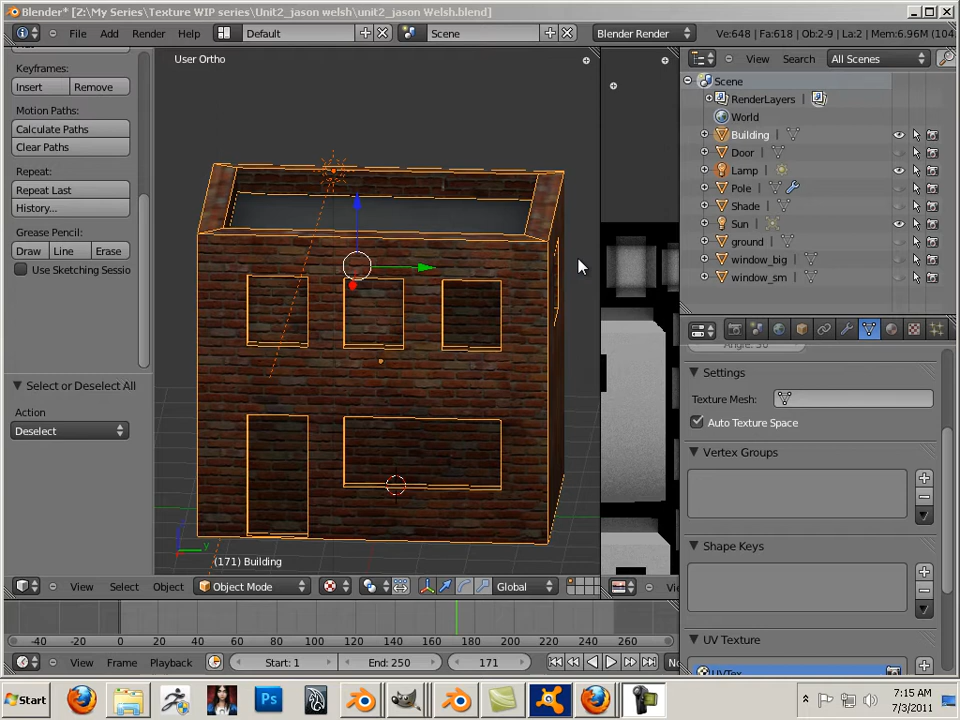 Blender* [Z:\My Series\Texture WIP series\Unit2_jason welsh\unit2_jason Welsh.blend]
File Add Render Help Default Scene Blender Render Ve:648 | Fa:618 | Ob:2-9 | La:2 | Mem:6.96M (104
Keyframes:
Insert Remove
Motion Paths:
Calculate Paths
Clear Paths
Repeat:
Repeat Last
History...
Grease Pencil:
Draw Line Erase
Use Sketching Sessio
Select or Deselect All
Action
Deselect
User Ortho
(171) Building
View Select Object Object Mode Global
-40 -20 0 20 40 60 80 100 120 140 160 180 200 220 240 260
View Frame Playback Start: 1 End: 250 171 No
View Search All Scenes
Scene
RenderLayers
World
Building
Door
Lamp
Pole
Shade
Sun
ground
window_big
window_sm
Angle: 30
Settings
Texture Mesh:
Auto Texture Space
Vertex Groups
Shape Keys
UV Texture
UVTex
Start
Ps
7:15 AM
7/3/2011